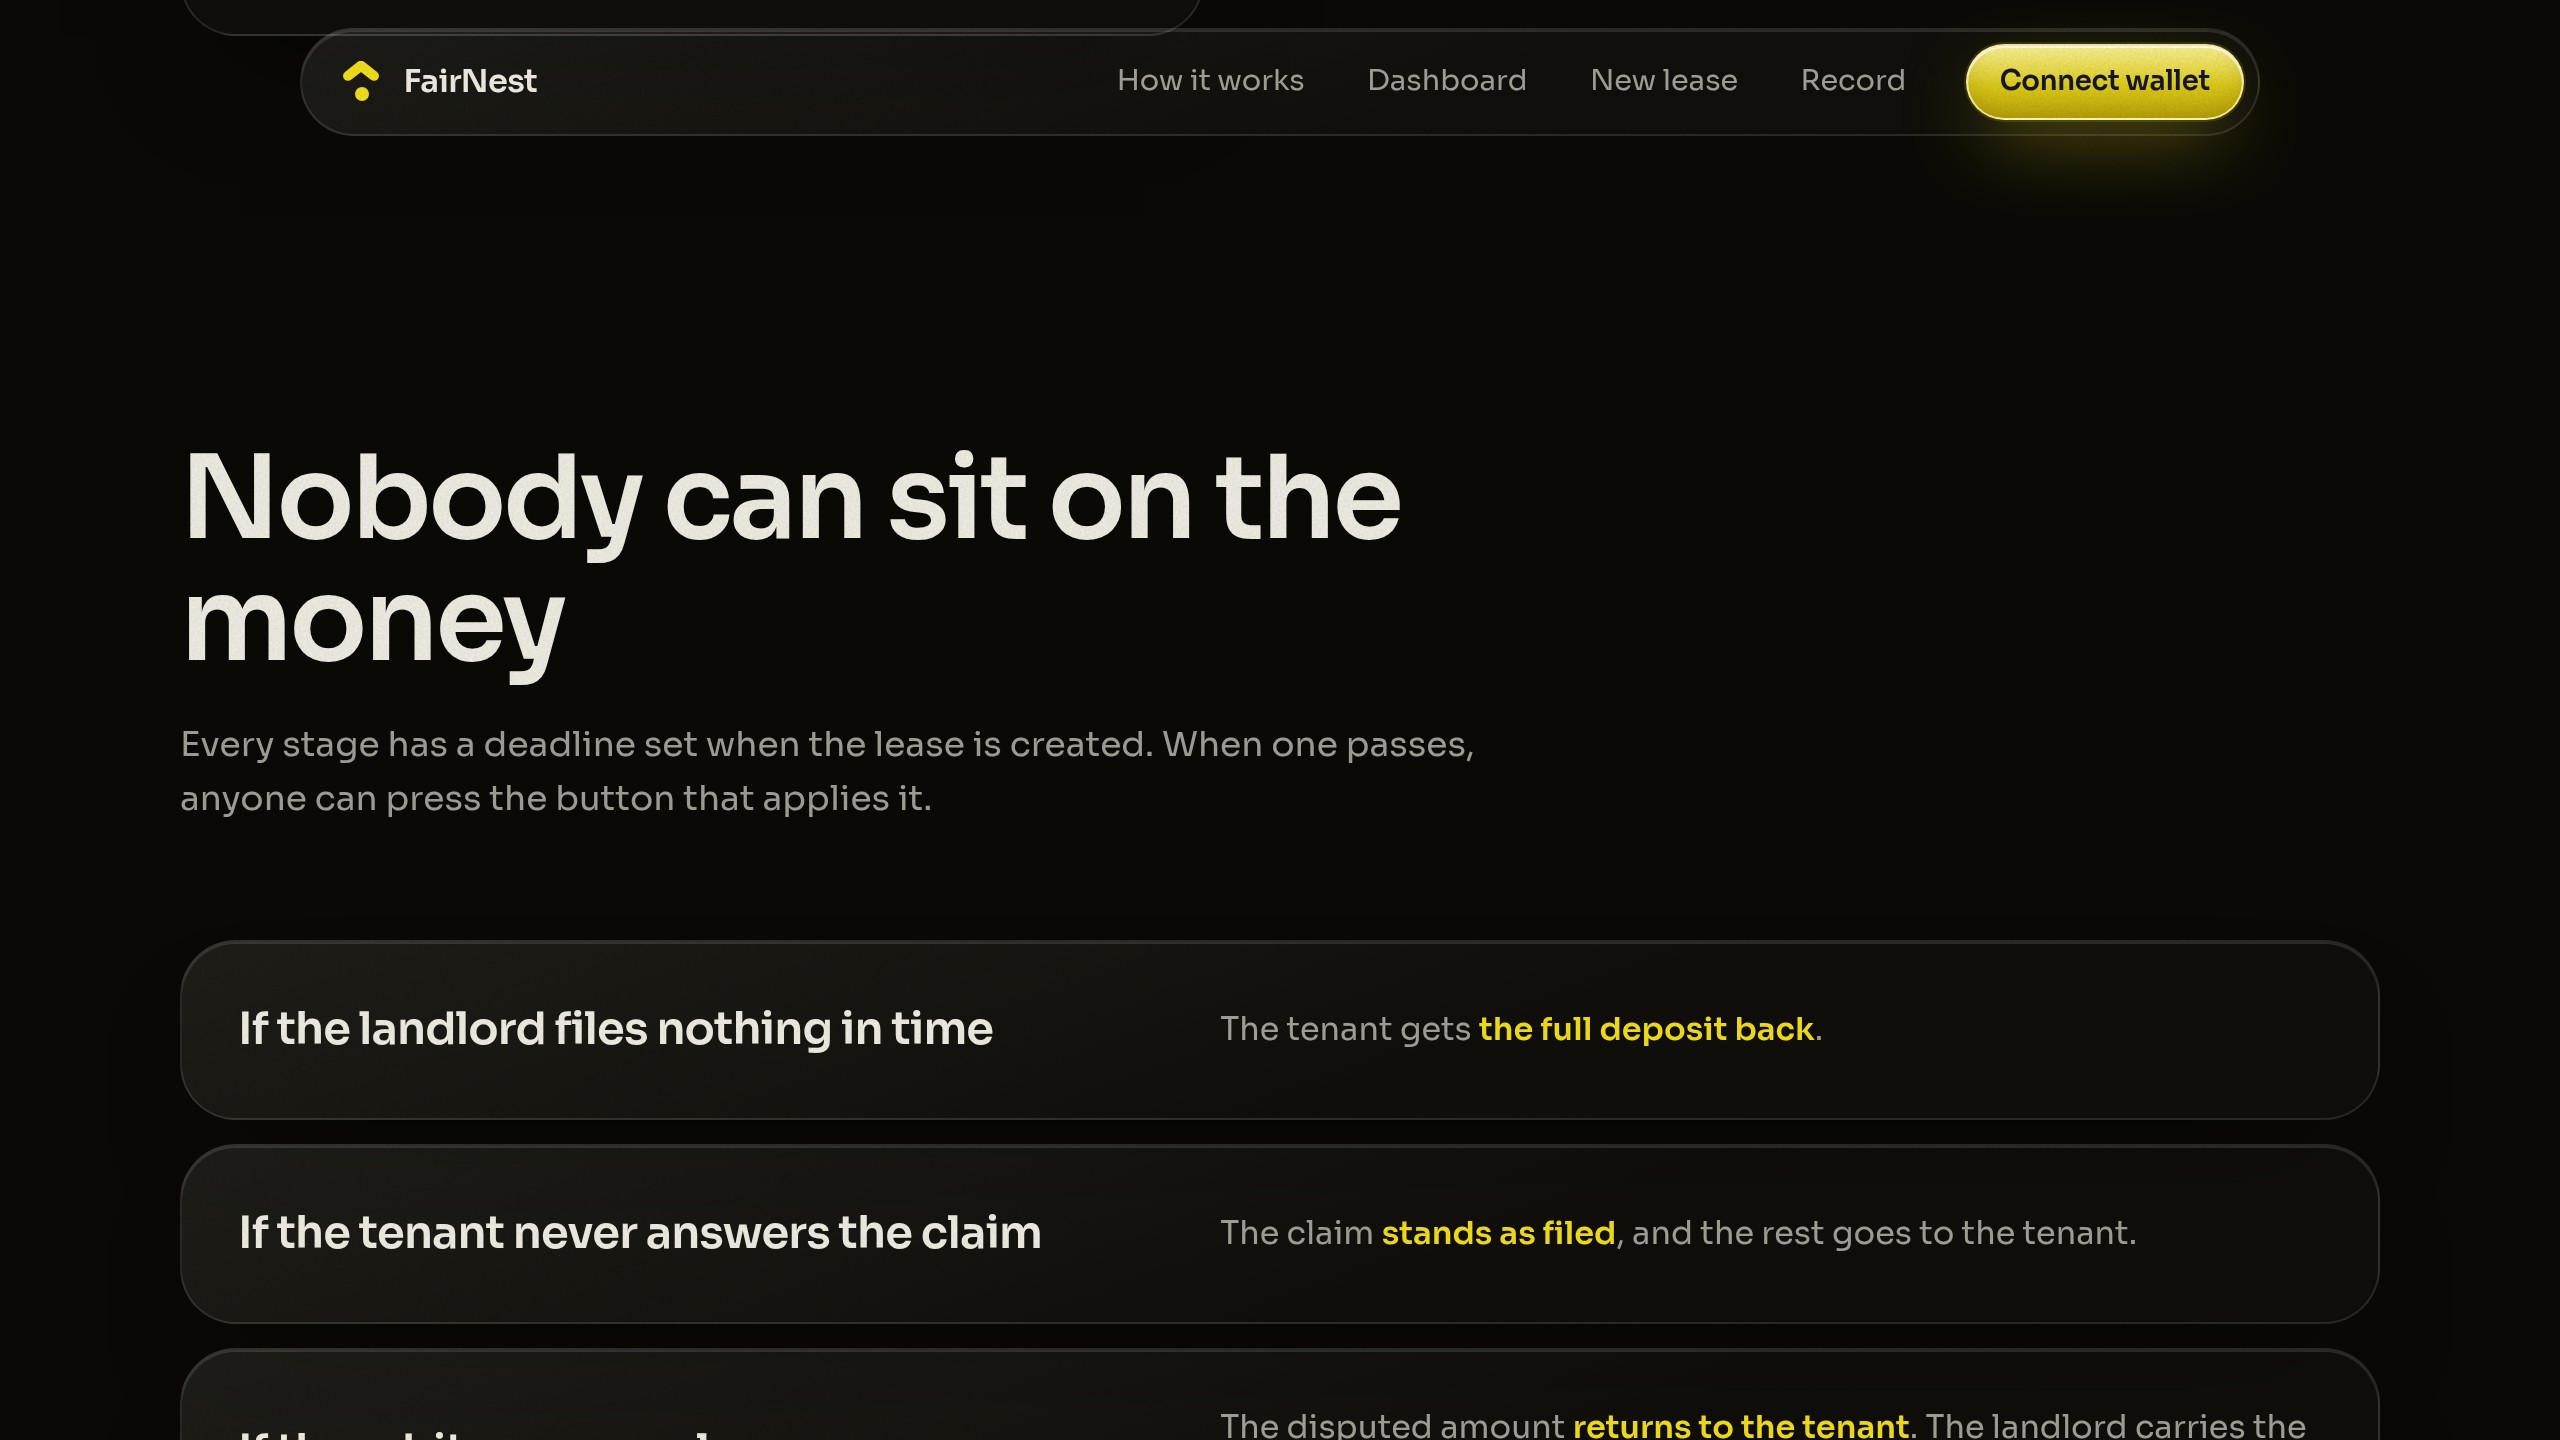 FairNest
How it works
Dashboard
New lease
Record
Connect wallet
Nobody can sit on the
money
Every stage has a deadline set when the lease is created. When one passes,
anyone can press the button that applies it.
If the landlord files nothing in time
The tenant gets the full deposit back.
If the tenant never answers the claim
The claim stands as filed, and the rest goes to the tenant.
The disputed amount returns to the tenant. The landlord carries the